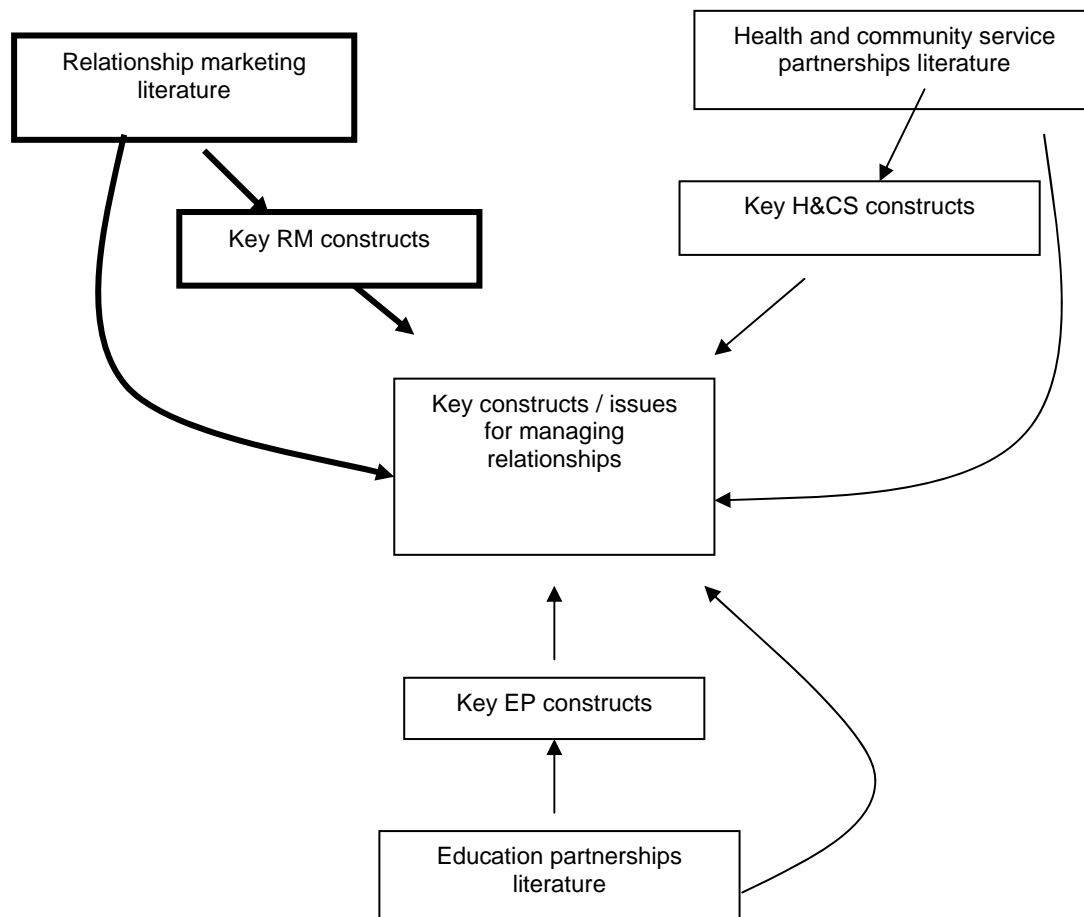 Relationship marketing
literature
Health and community service
partnerships literature
Key RM constructs
Key H&CS constructs
Key constructs / issues
for managing
relationships
Key EP constructs
Education partnerships
literature